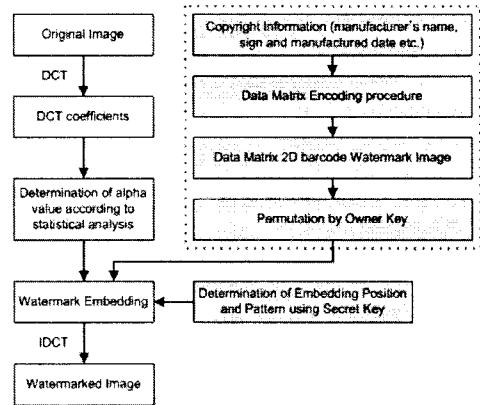 Original Image
DCT
DCT coefficients
Determination of alpha
value according to
statistical analysis
Copyright Information (manufacturer's name,
sign and manufactured date etc.)
Data Matrix Encoding procedure
Data Matrix 2D barcode Watermark Image
Permutation by Owner Key
Watermark Embedding
Determination of Embedding Position
and Pattern using Secret Key
IDCT
Watermarked Image